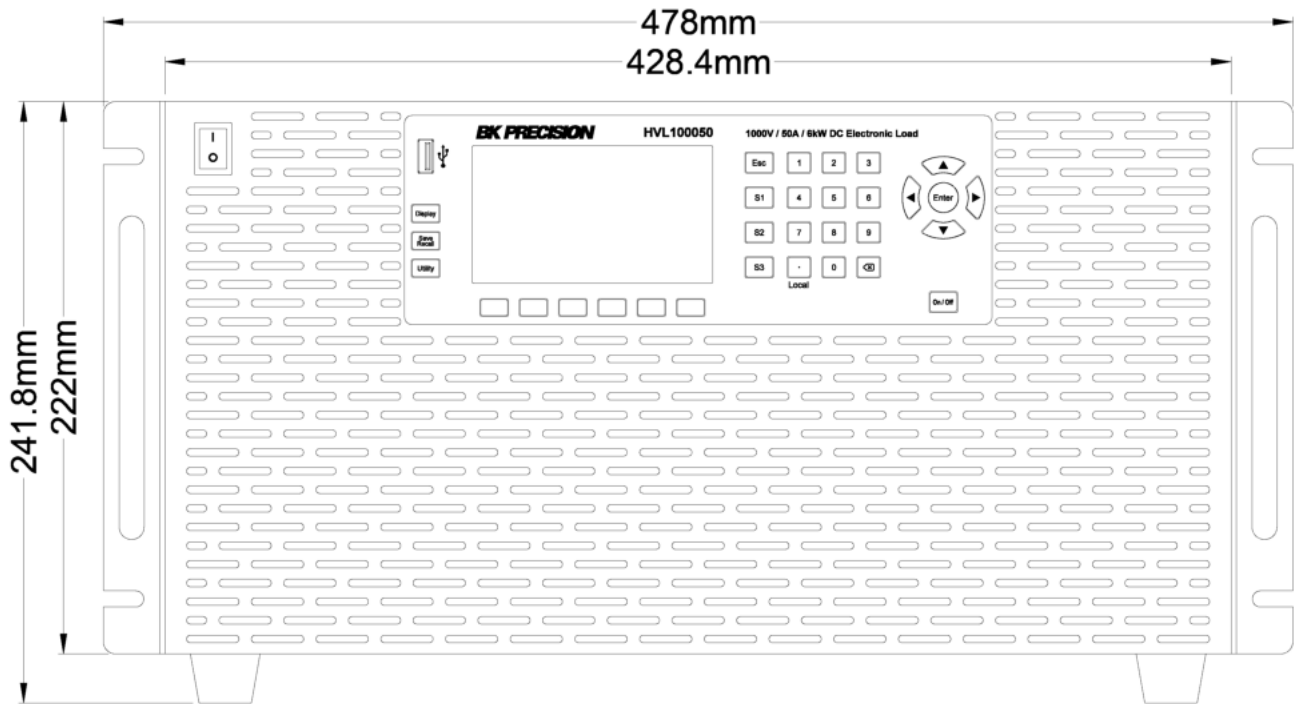 478mm
428.4mm
241.8mm
222mm
I
O
BK PRECISION HVL100050 1000V / 50A / 6kW DC Electronic Load
Esc 1 2 3
S1 4 5 6
Enter
Display
S2 7 8 9
Save Recall
Utility
S3 . 0
Local
On / Off